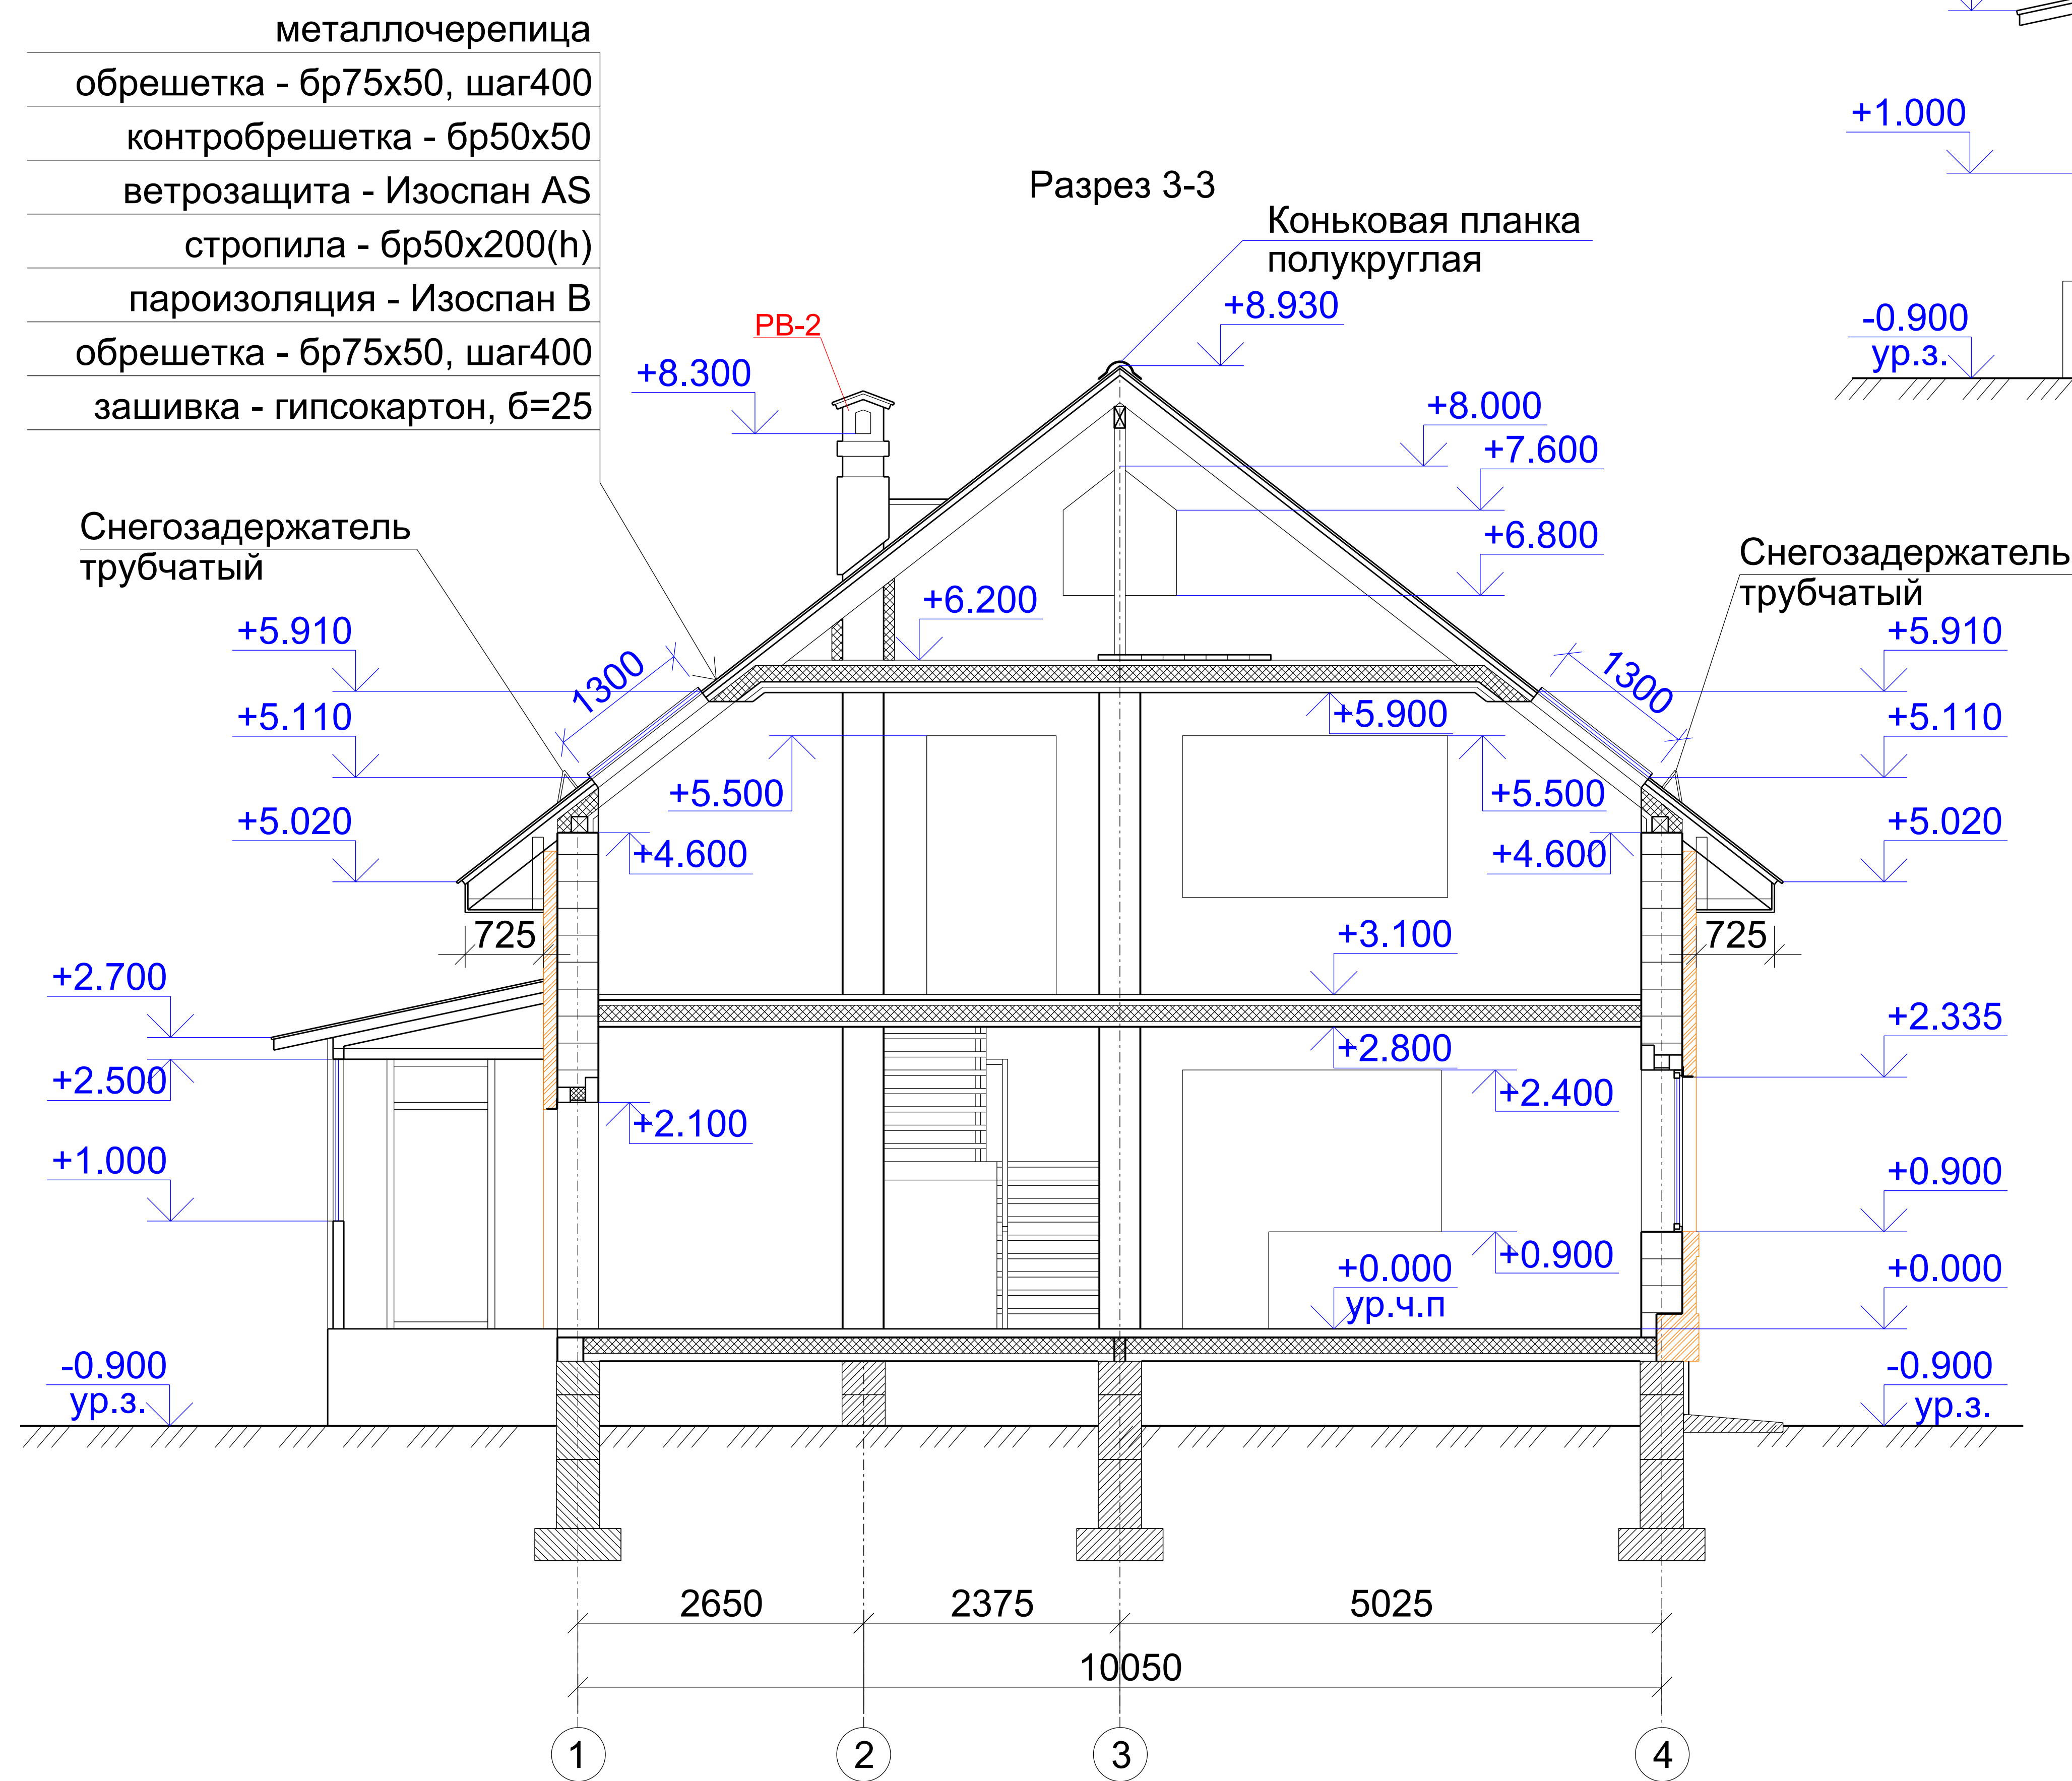 металлочерепица
обрешетка - бр75х50, шаг400
контробрешетка - бр50х50
ветрозащита - Изоспан AS
стропила - бр50х200(h)
пароизоляция - Изоспан В
обрешетка - бр75х50, шаг400
зашивка - гипсокартон, б=25
Разрез 3-3
Коньковая планка
полукруглая
+1.000
-0.900
ур.з.
РВ-2
+8.930
+8.300
+8.000
+7.600
+6.800
Снегозадержатель
трубчатый
Снегозадержатель
трубчатый
+6.200
+5.910
1300
1300
+5.910
+5.110
+5.900
+5.110
+5.500
+5.500
+5.020
+4.600
+4.600
+5.020
725
+3.100
725
+2.700
+2.335
+2.500
+2.800
+2.400
+2.100
+1.000
+0.900
+0.900
+0.000
ур.ч.п
+0.000
-0.900
ур.з.
-0.900
ур.з.
2650
2375
5025
10050
1
2
3
4